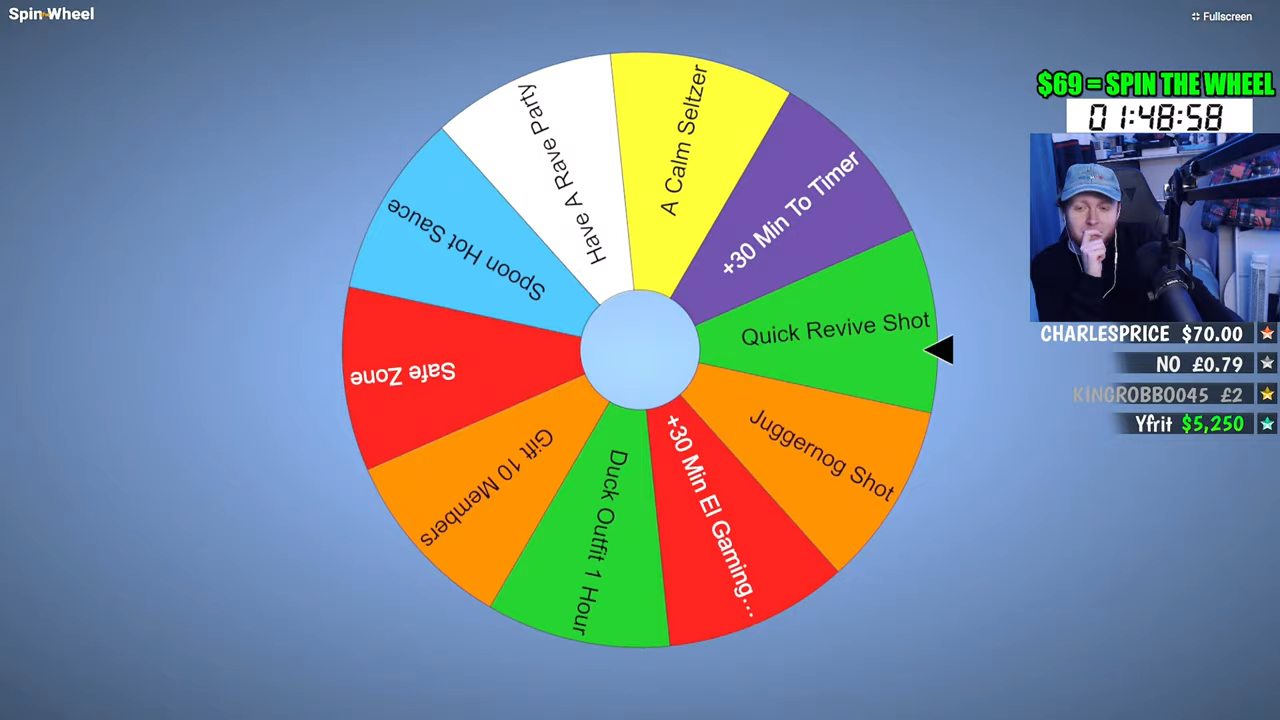 Spin The Wheel
Fullscreen
$69 = SPIN THE WHEEL
01:48:58
A Calm Seltzer
+30 Min To Timer
Quick Revive Shot
Juggernog Shot
+30 Min El Gaming...
Duck Outfit 1 Hour
Gift 10 Members
Safe Zone
Spoon Hot Sauce
Have A Rave Party
CHARLESPRICE $70.00
NO £0.79
KINGROBBO045 £2
Yfrit $5,250